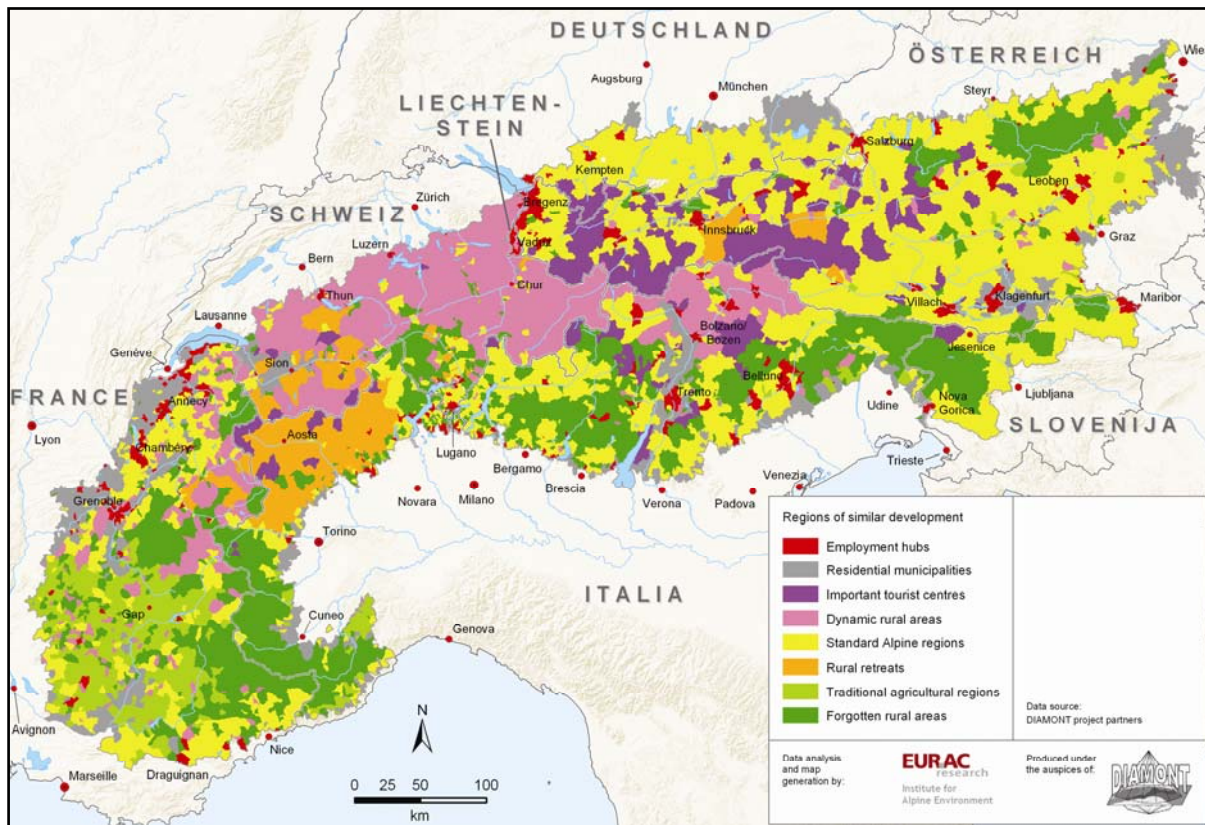 DEUTSCHLAND
Augsburg
München
ÖSTERREICH
Wien
Steyr
LIECHTEN-
STEIN
Salzburg
Kempten
Leoben
Zürich
Bregenz
SCHWEIZ
Innsbruck
Luzern
Vaduz
Graz
Bern
Chur
Thun
Villach
Klagenfurt
Maribor
Lausanne
Bolzano/
Bozen
Jesenice
Genéve
Sion
Belluno
Trento
Nova
Gorica
Ljubljana
FRANCE
Annecy
Udine
SLOVENIJA
Lyon
Aosta
Chambéry
Lugano
Trieste
Bergamo
Venezia
Grenoble
Novara
Milano
Brescia
Verona
Padova
Torino
ITALIA
Gap
Cuneo
Genova
Avignon
Nice
Marseille
Draguignan
N
0 25 50 100
km
Regions of similar development
Employment hubs
Residential municipalities
Important tourist centres
Dynamic rural areas
Standard Alpine regions
Rural retreats
Traditional agricultural regions
Forgotten rural areas
Data source:
DIAMONT project partners
Data analysis
and map
generation by:
EURAC
research
Institute for
Alpine Environment
Produced under
the auspices of:
DIAMONT